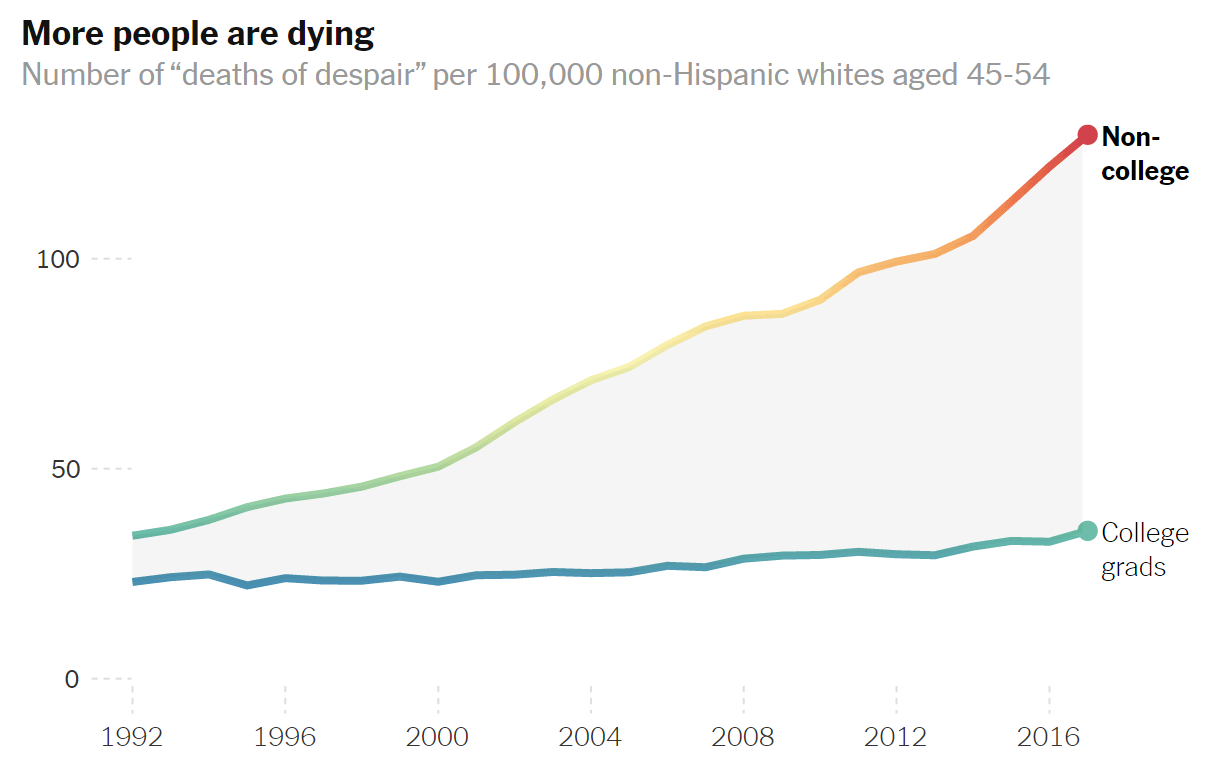 More people are dying
Number of “deaths of despair” per 100,000 non-Hispanic whites aged 45-54
Non-
college
100
50
College
grads
0
1992 1996 2000 2004 2008 2012 2016